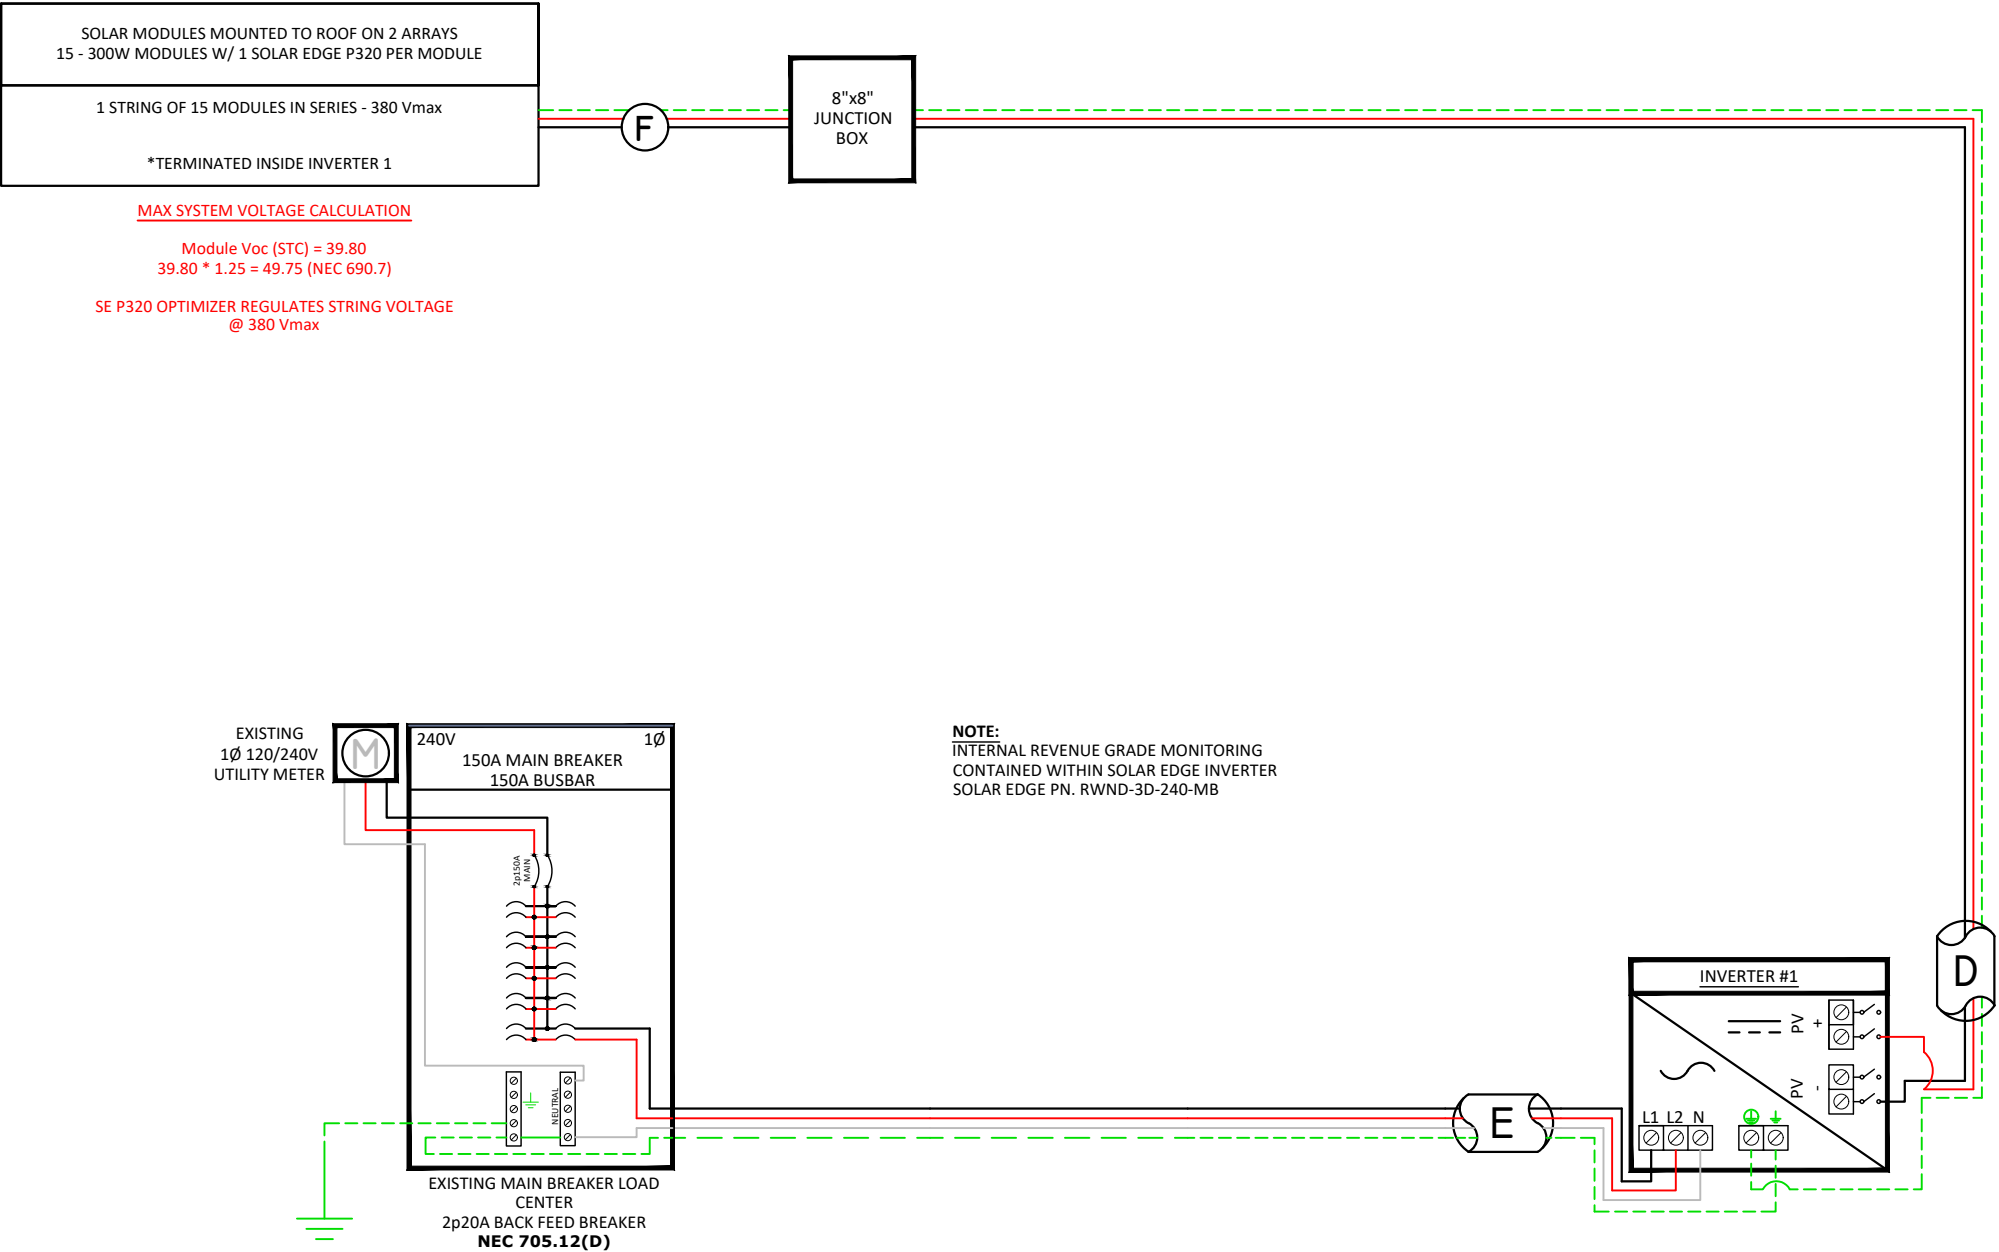 SOLAR MODULES MOUNTED TO ROOF ON 2 ARRAYS
15 - 300W MODULES W/ 1 SOLAR EDGE P320 PER MODULE
1 STRING OF 15 MODULES IN SERIES - 380 Vmax
*TERMINATED INSIDE INVERTER 1
MAX SYSTEM VOLTAGE CALCULATION
Module Voc (STC) = 39.80
39.80 * 1.25 = 49.75 (NEC 690.7)
SE P320 OPTIMIZER REGULATES STRING VOLTAGE
@ 380 Vmax
F
8"x8"
JUNCTION
BOX
EXISTING
1Ø 120/240V
UTILITY METER
M
240V
1Ø
150A MAIN BREAKER
150A BUSBAR
2p150A
MAIN
NEUTRAL
EXISTING MAIN BREAKER LOAD
CENTER
2p20A BACK FEED BREAKER
NEC 705.12(D)
NOTE:
INTERNAL REVENUE GRADE MONITORING
CONTAINED WITHIN SOLAR EDGE INVERTER
SOLAR EDGE PN. RWND-3D-240-MB
D
E
INVERTER #1
PV +
PV -
L1 L2 N